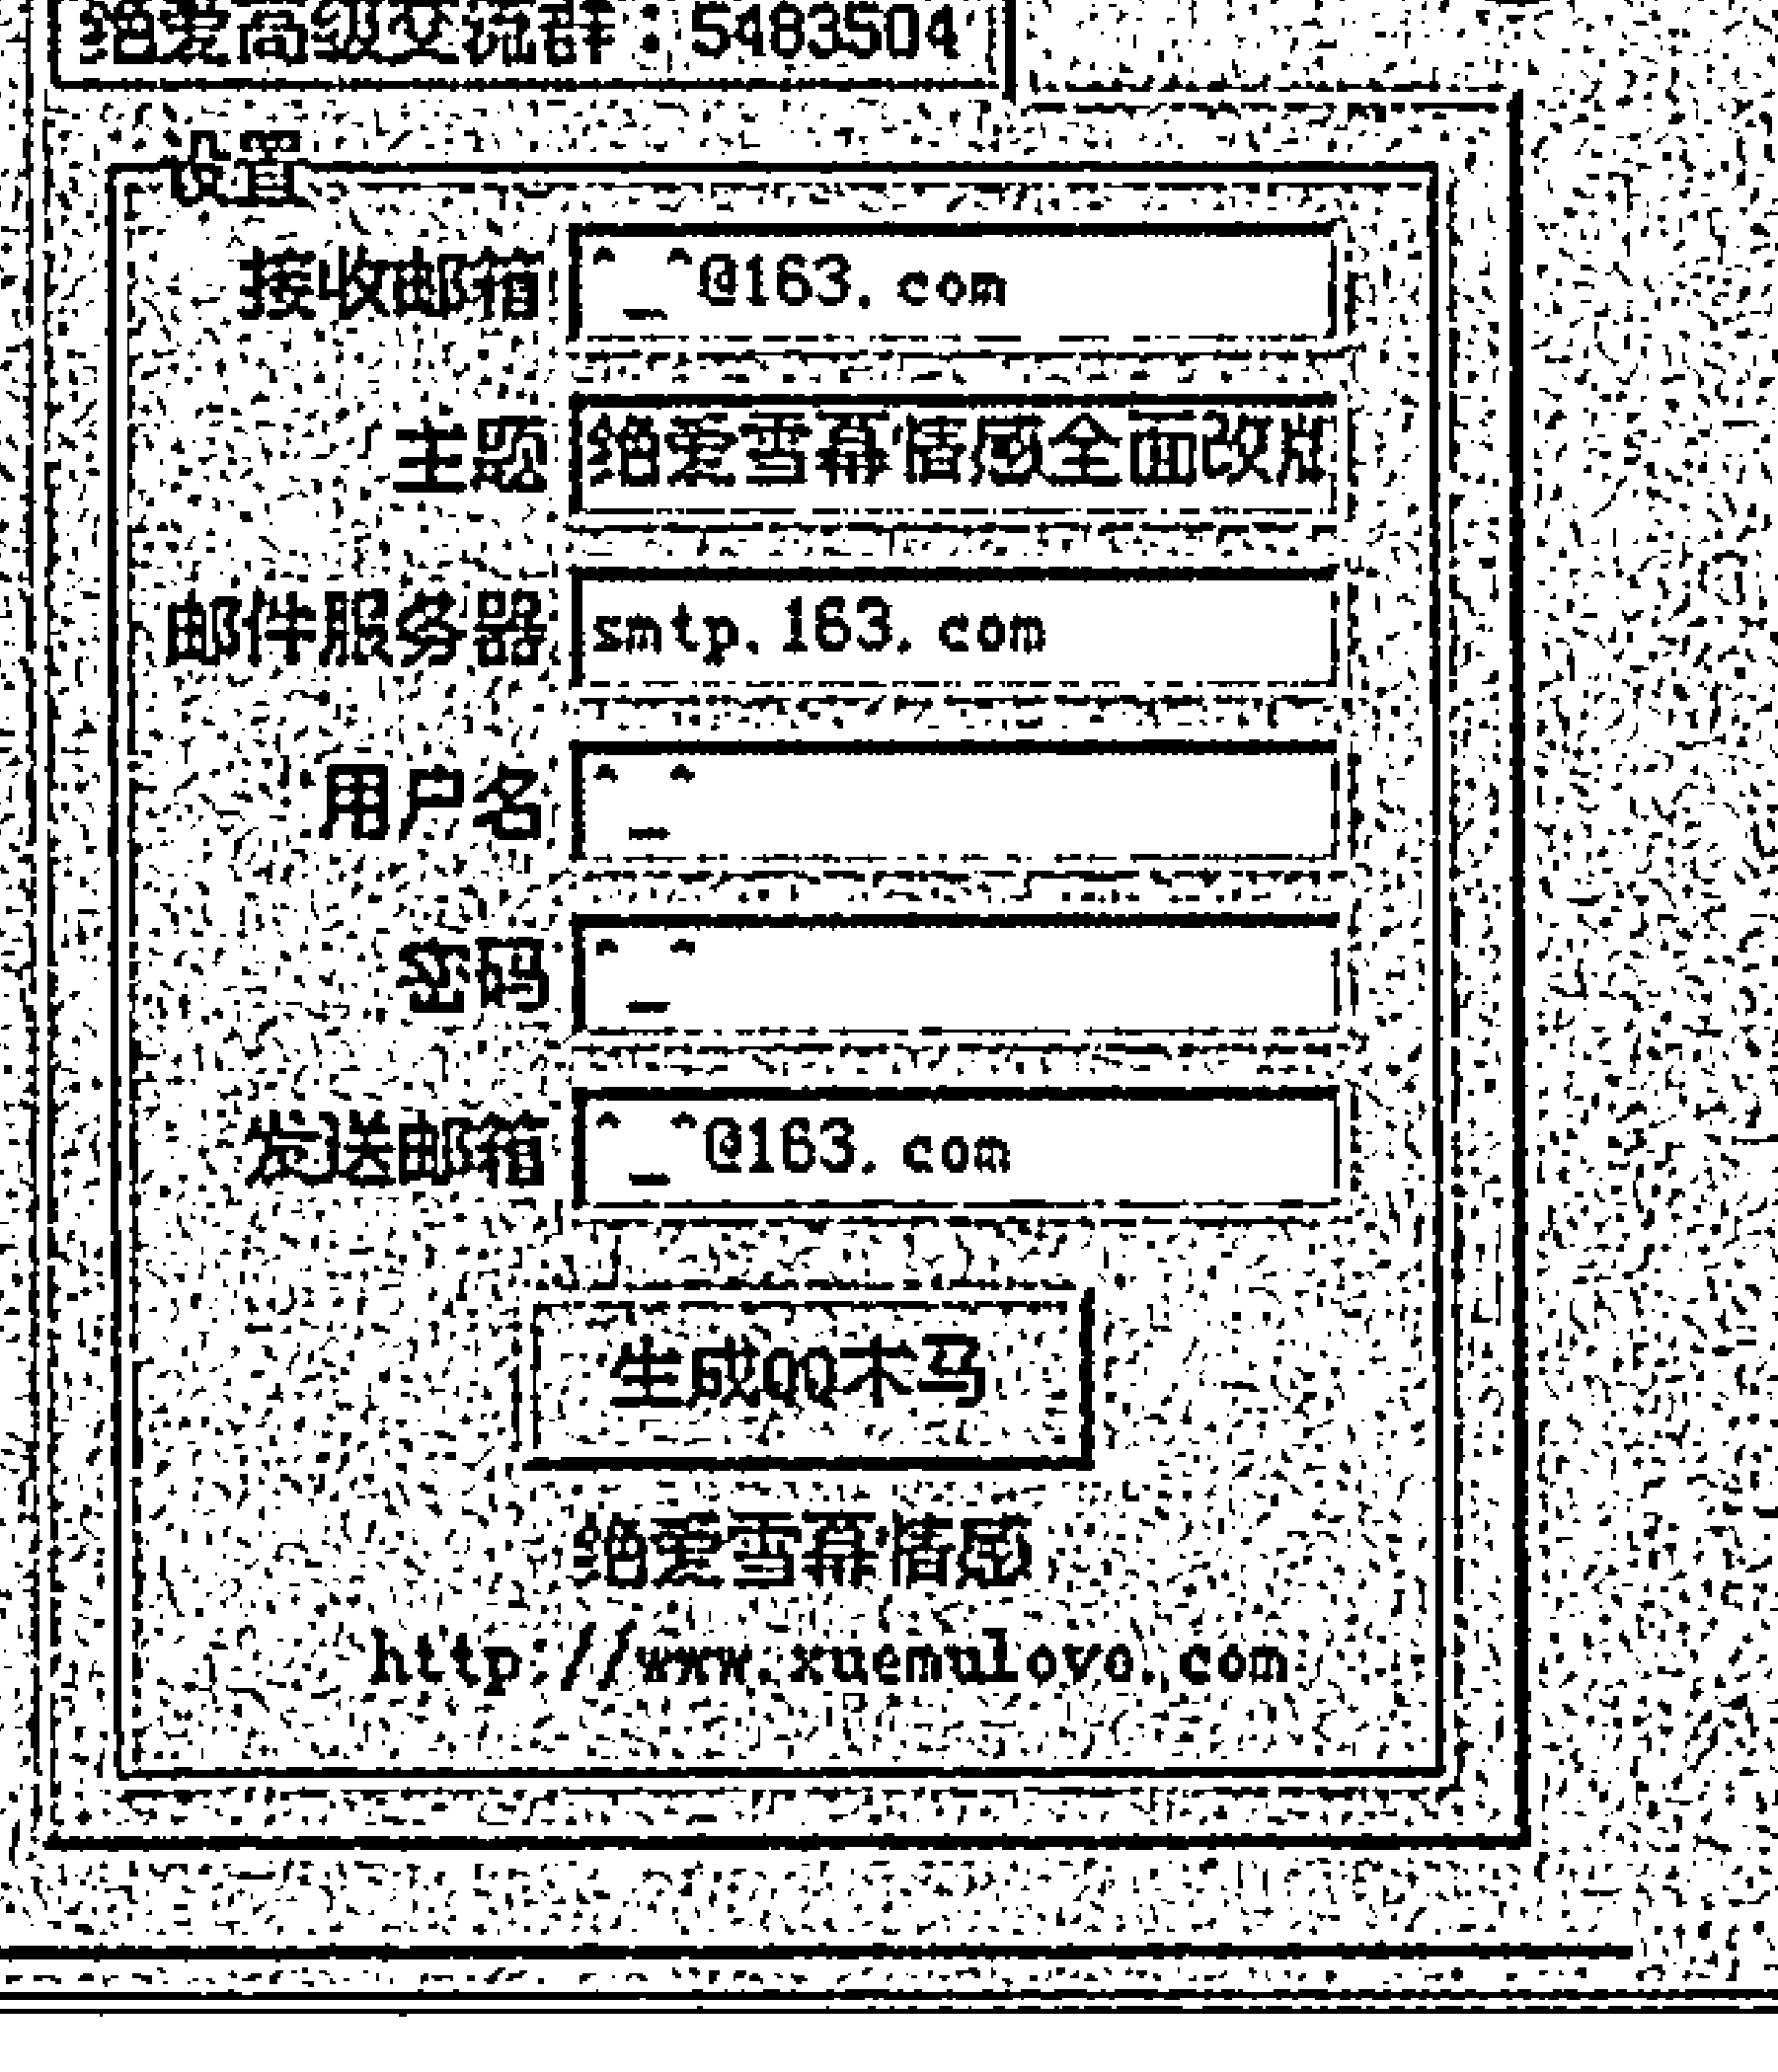 绝爱高级交流群：5483504
设置
接收邮箱 ^_^@163.com
主题 绝爱雪幕情感全面改版
邮件服务器 smtp.163.com
用户名 ^_^
密码 ^_^
发送邮箱 ^_^@163.com
生成QQ木马
绝爱雪幕情感
http://www.xuemulove.com